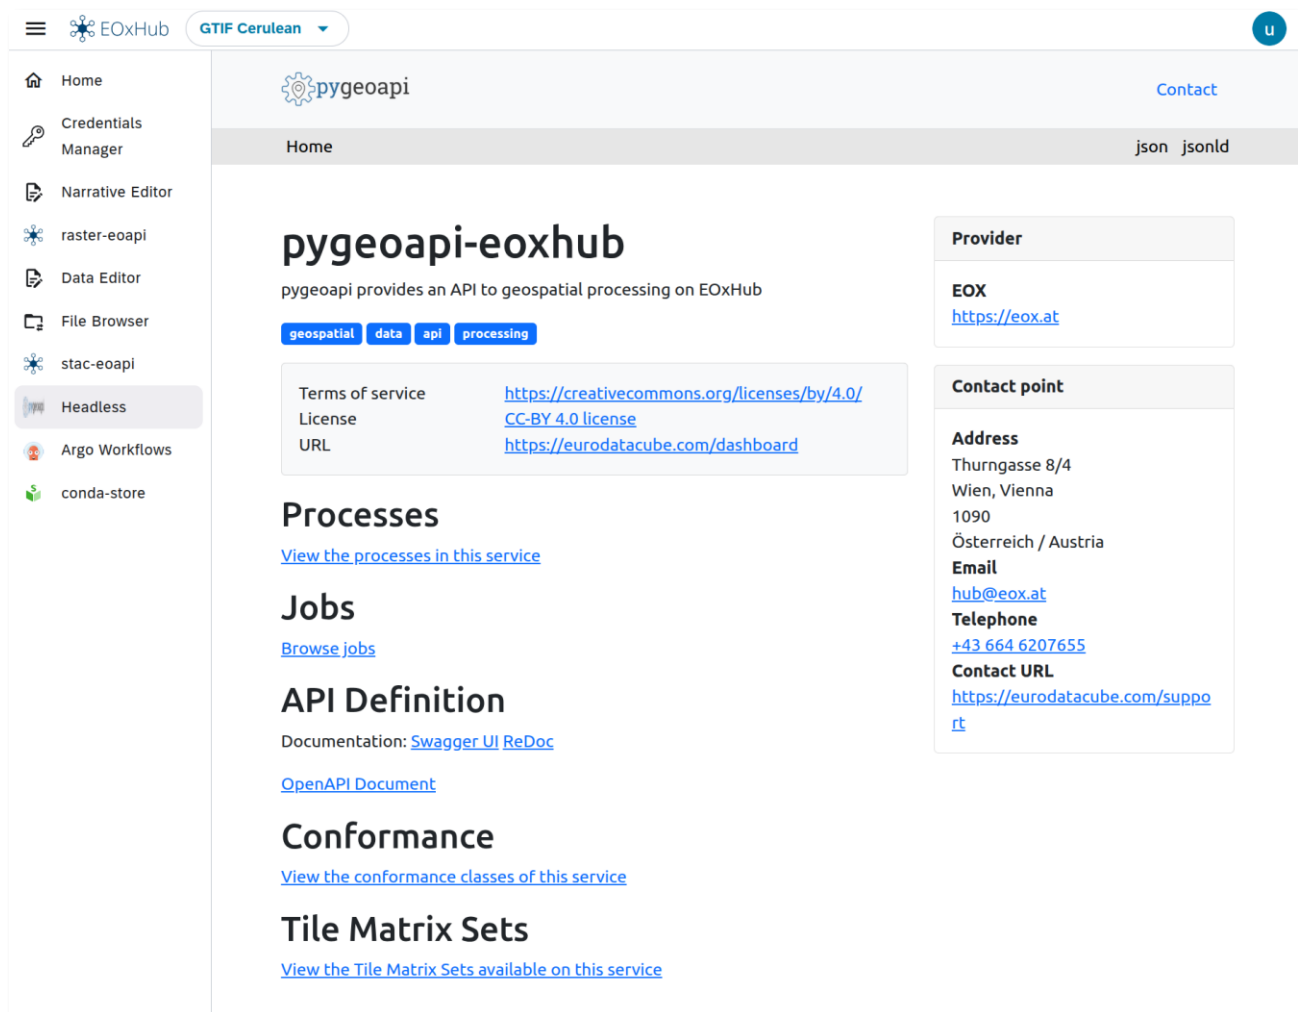 EOxHub GTIF Cerulean u
Home
Credentials
Manager
Narrative Editor
raster-eoapi
Data Editor
File Browser
stac-eoapi
Headless
Argo Workflows
conda-store
pygeoapi Contact
Home json jsonld
pygeoapi-eoxhub
pygeoapi provides an API to geospatial processing on EOxHub
geospatial data api processing
Terms of service https://creativecommons.org/licenses/by/4.0/
License CC-BY 4.0 license
URL https://eurodatacube.com/dashboard
Processes
View the processes in this service
Jobs
Browse jobs
API Definition
Documentation: Swagger UI ReDoc
OpenAPI Document
Conformance
View the conformance classes of this service
Tile Matrix Sets
View the Tile Matrix Sets available on this service
Provider
EOX
https://eox.at
Contact point
Address
Thurngasse 8/4
Wien, Vienna
1090
Österreich / Austria
Email
hub@eox.at
Telephone
+43 664 6207655
Contact URL
https://eurodatacube.com/suppo
rt